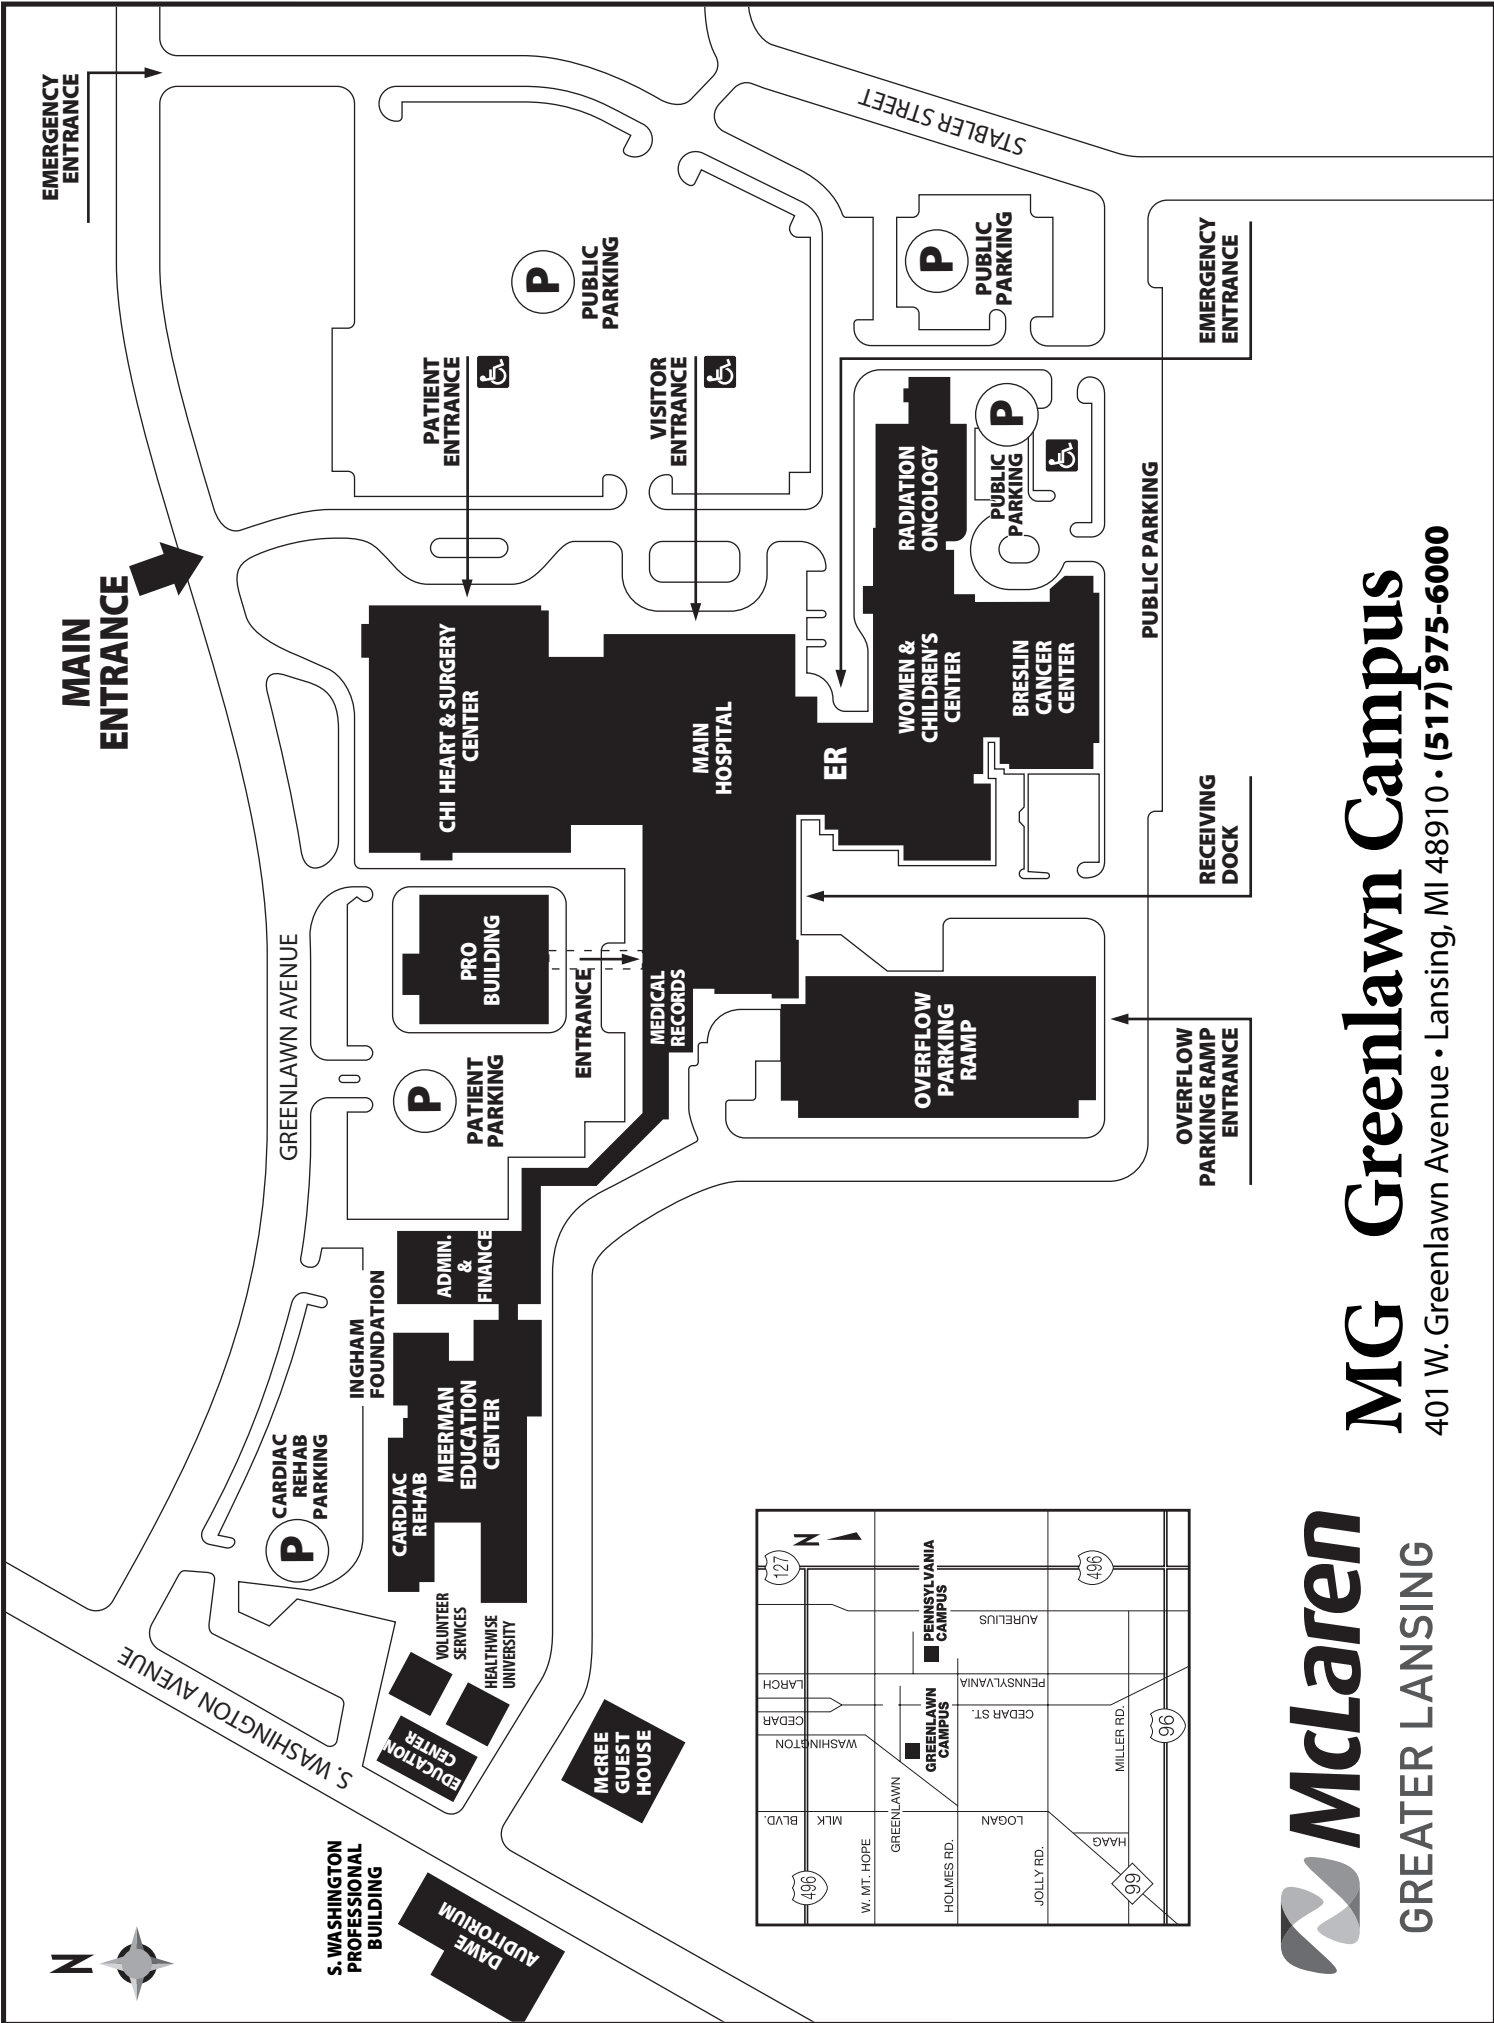 N
S. WASHINGTON
PROFESSIONAL
BUILDING
DAWE
AUDITORIUM
S. WASHINGTON AVENUE
EDUCATION
CENTER
VOLUNTEER
SERVICES
HEALTHWISE
UNIVERSITY
McREE
GUEST
HOUSE
P
CARDIAC
REHAB
PARKING
CARDIAC
REHAB
MEERMAN
EDUCATION
CENTER
INGHAM
FOUNDATION
ADMIN.
&
FINANCE
GREENLAWN AVENUE
P
PATIENT
PARKING
PRO
BUILDING
ENTRANCE
MEDICAL
RECORDS
OVERFLOW
PARKING
RAMP
OVERFLOW
PARKING RAMP
ENTRANCE
RECEIVING
DOCK
MAIN
ENTRANCE
CHI HEART & SURGERY
CENTER
MAIN
HOSPITAL
ER
WOMEN &
CHILDREN'S
CENTER
BRESLIN
CANCER
CENTER
RADIATION
ONCOLOGY
PUBLIC
PARKING
P
PUBLIC PARKING
PATIENT
ENTRANCE
VISITOR
ENTRANCE
P
PUBLIC
PARKING
P
PUBLIC
PARKING
EMERGENCY
ENTRANCE
EMERGENCY
ENTRANCE
STABLER STREET
N
127
496
496
96
99
W. MT. HOPE
GREENLAWN
HOLMES RD.
JOLLY RD.
MILLER RD.
BLVD.
MLK
LOGAN
HAAG
WASHINGTON
CEDAR
CEDAR ST.
LARCH
PENNSYLVANIA
AURELIUS
GREENLAWN
CAMPUS
PENNSYLVANIA
CAMPUS
McLaren
GREATER LANSING
MG Greenlawn Campus
401 W. Greenlawn Avenue • Lansing, MI 48910 • (517) 975-6000